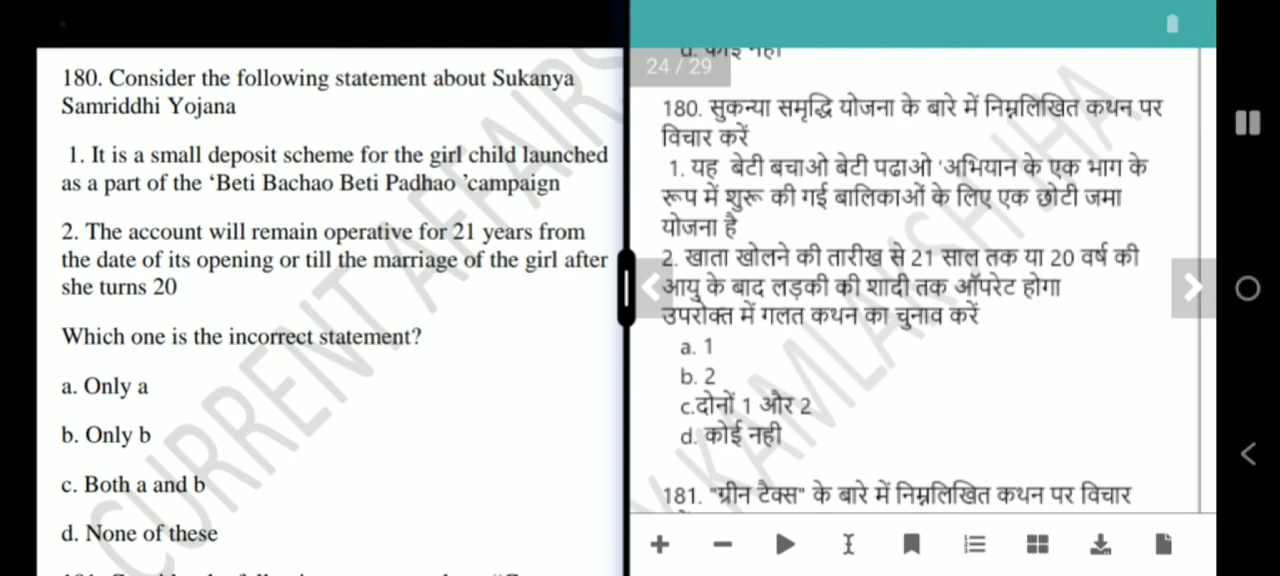 180. Consider the following statement about Sukanya
Samriddhi Yojana
1. It is a small deposit scheme for the girl child launched
as a part of the ‘Beti Bachao Beti Padhao ’campaign
2. The account will remain operative for 21 years from
the date of its opening or till the marriage of the girl after
she turns 20
Which one is the incorrect statement?
a. Only a
b. Only b
c. Both a and b
d. None of these
CURRENT AFFAIRS
24 / 29
180. सुकन्या समृद्धि योजना के बारे में निम्नलिखित कथन पर
विचार करें
1. यह बेटी बचाओ बेटी पढाओ 'अभियान के एक भाग के
रूप में शुरू की गई बालिकाओं के लिए एक छोटी जमा
योजना है
2. खाता खोलने की तारीख से 21 साल तक या 20 वर्ष की
आयु के बाद लड़की की शादी तक ऑपरेट होगा
उपरोक्त में गलत कथन का चुनाव करें
a. 1
b. 2
c.दोनों 1 और 2
d. कोई नही
181. "ग्रीन टैक्स" के बारे में निम्नलिखित कथन पर विचार
Y KAMLAKSH JHA